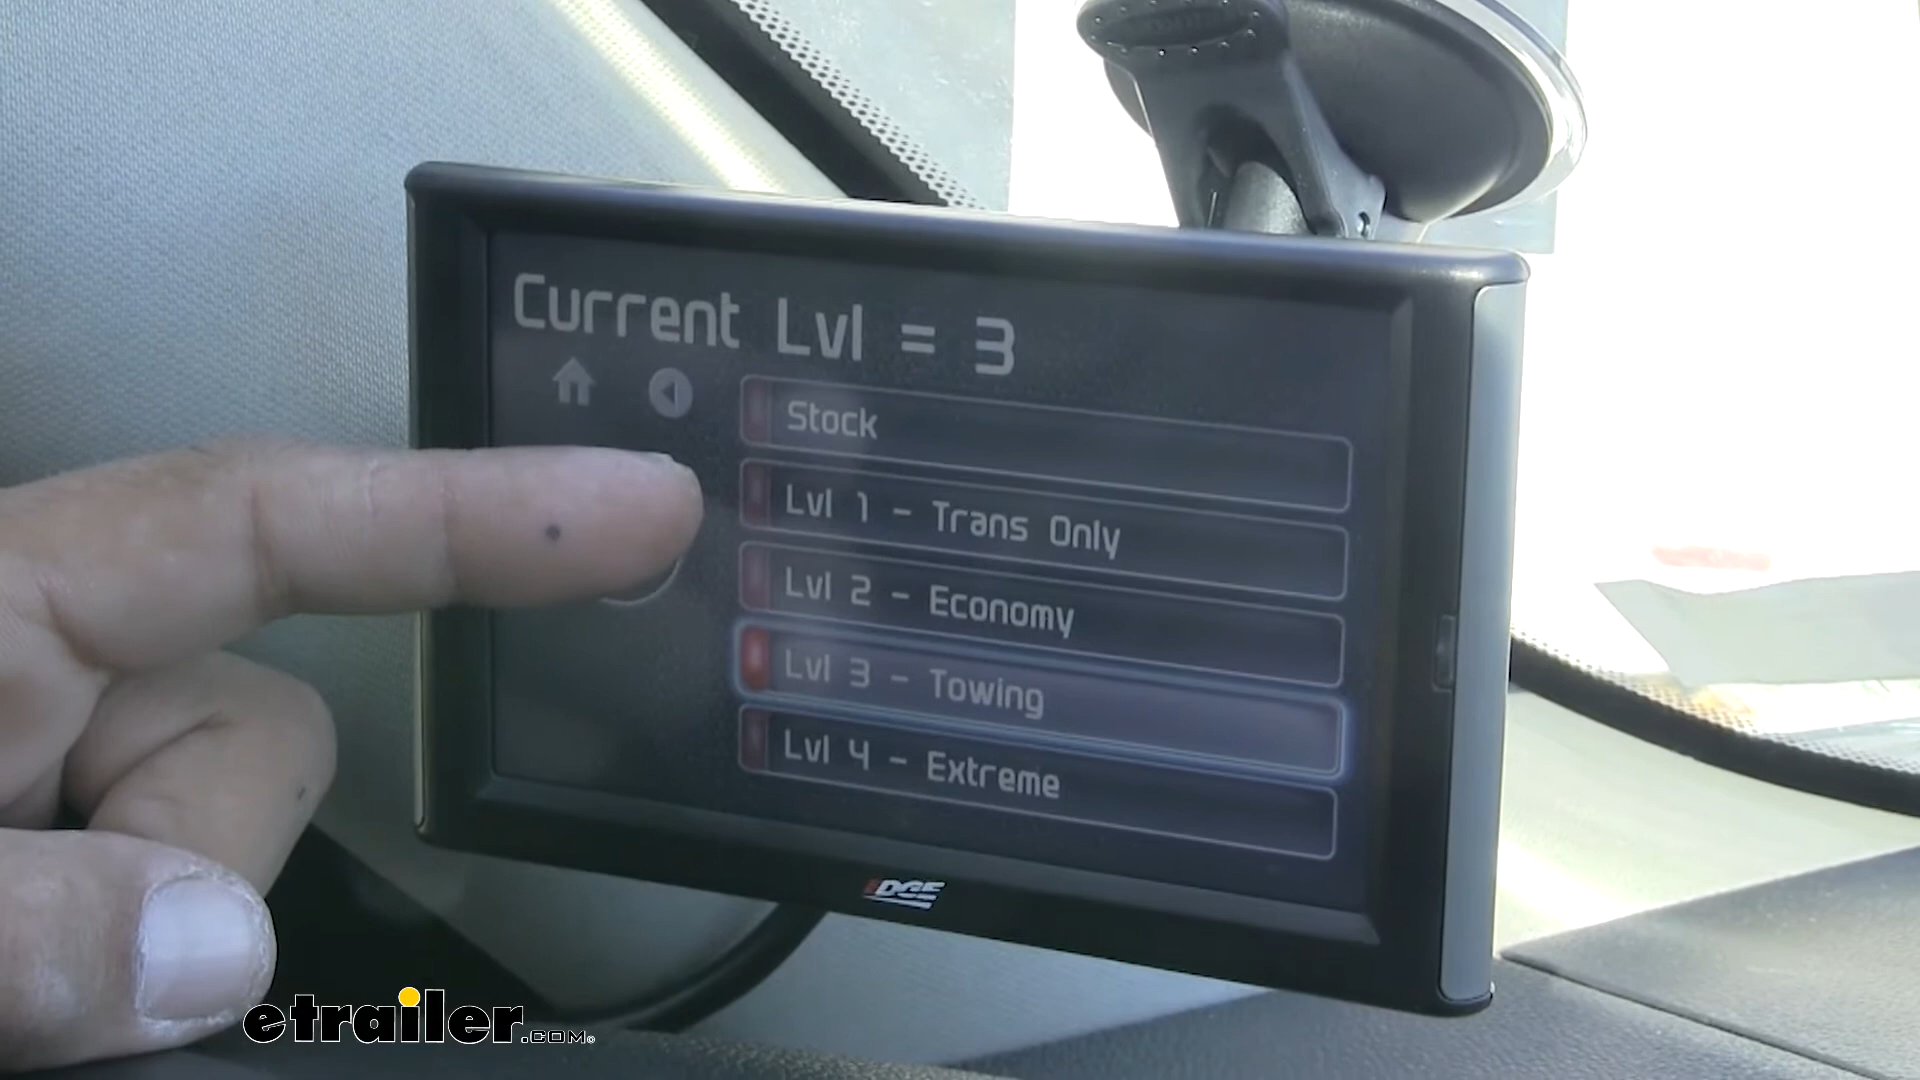 Current Lvl = 3
Stock
Lvl 1 - Trans Only
Lvl 2 - Economy
Lvl 3 - Towing
Lvl 4 - Extreme
EDGE
etrailer.com